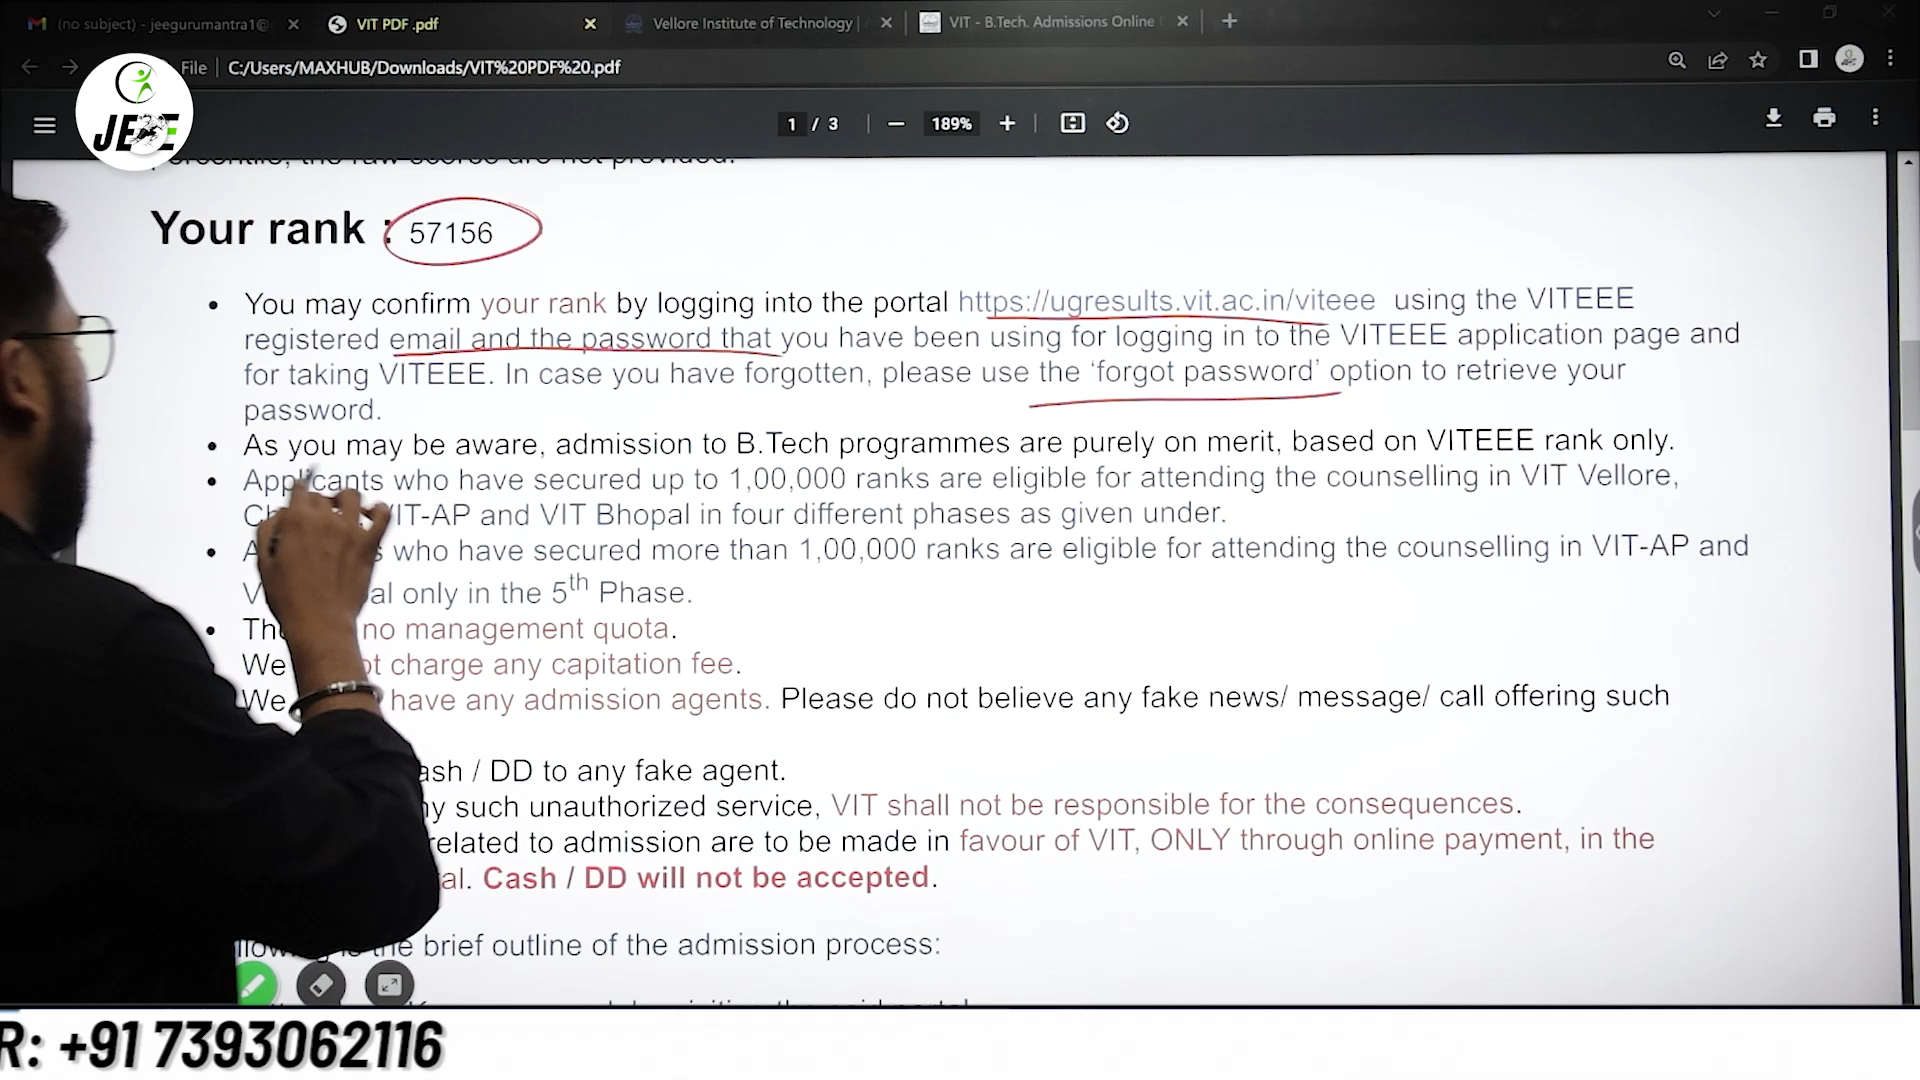 (no subject) - jeegurumantra1@
VIT PDF .pdf
Vellore Institute of Technology |
VIT - B.Tech. Admissions Online
File
C:/Users/MAXHUB/Downloads/VIT%20PDF%20.pdf
JEE
1 / 3
189%
Your rank : 57156
You may confirm your rank by logging into the portal https://ugresults.vit.ac.in/viteee using the VITEEE
registered email and the password that you have been using for logging in to the VITEEE application page and
for taking VITEEE. In case you have forgotten, please use the ‘forgot password’ option to retrieve your
password.
As you may be aware, admission to B.Tech programmes are purely on merit, based on VITEEE rank only.
Applicants who have secured up to 1,00,000 ranks are eligible for attending the counselling in VIT Vellore,
VIT-AP and VIT Bhopal in four different phases as given under.
who have secured more than 1,00,000 ranks are eligible for attending the counselling in VIT-AP and
only in the 5th Phase.
no management quota.
We charge any capitation fee.
We have any admission agents. Please do not believe any fake news/ message/ call offering such
/ DD to any fake agent.
such unauthorized service, VIT shall not be responsible for the consequences.
related to admission are to be made in favour of VIT, ONLY through online payment, in the
Cash / DD will not be accepted.
the brief outline of the admission process:
R: +91 7393062116